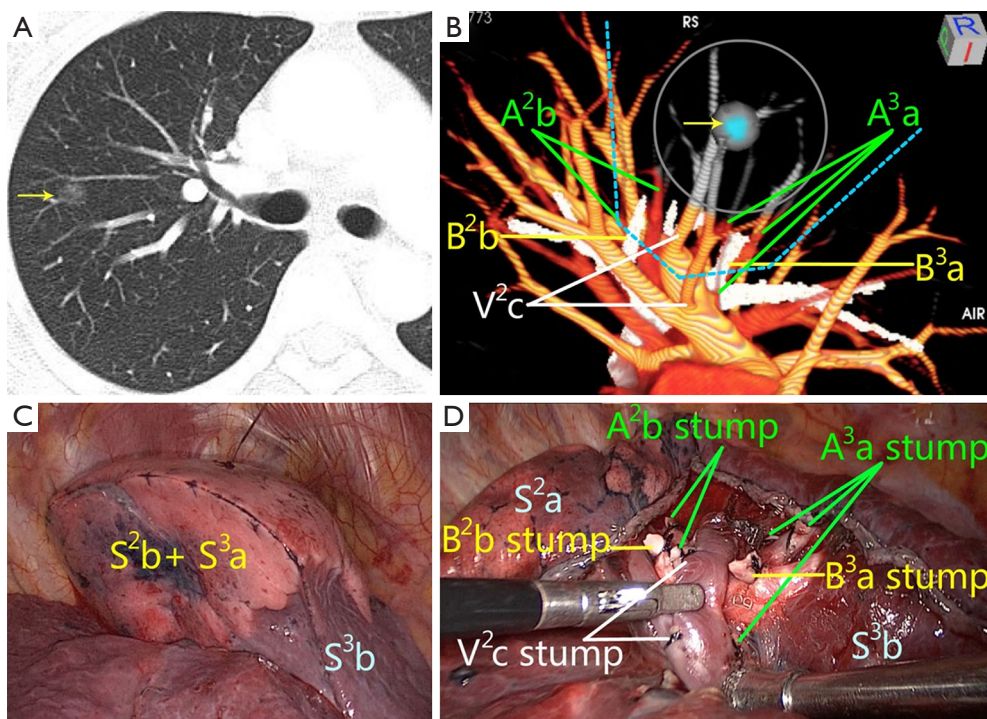 A
B
773
RS
R
I
A²b
A³a
B²b
B³a
V²c
AIR
C
S²b + S³a
S³b
D
A²b stump
A³a stump
S²a
B²b stump
B³a stump
V²c stump
S³b